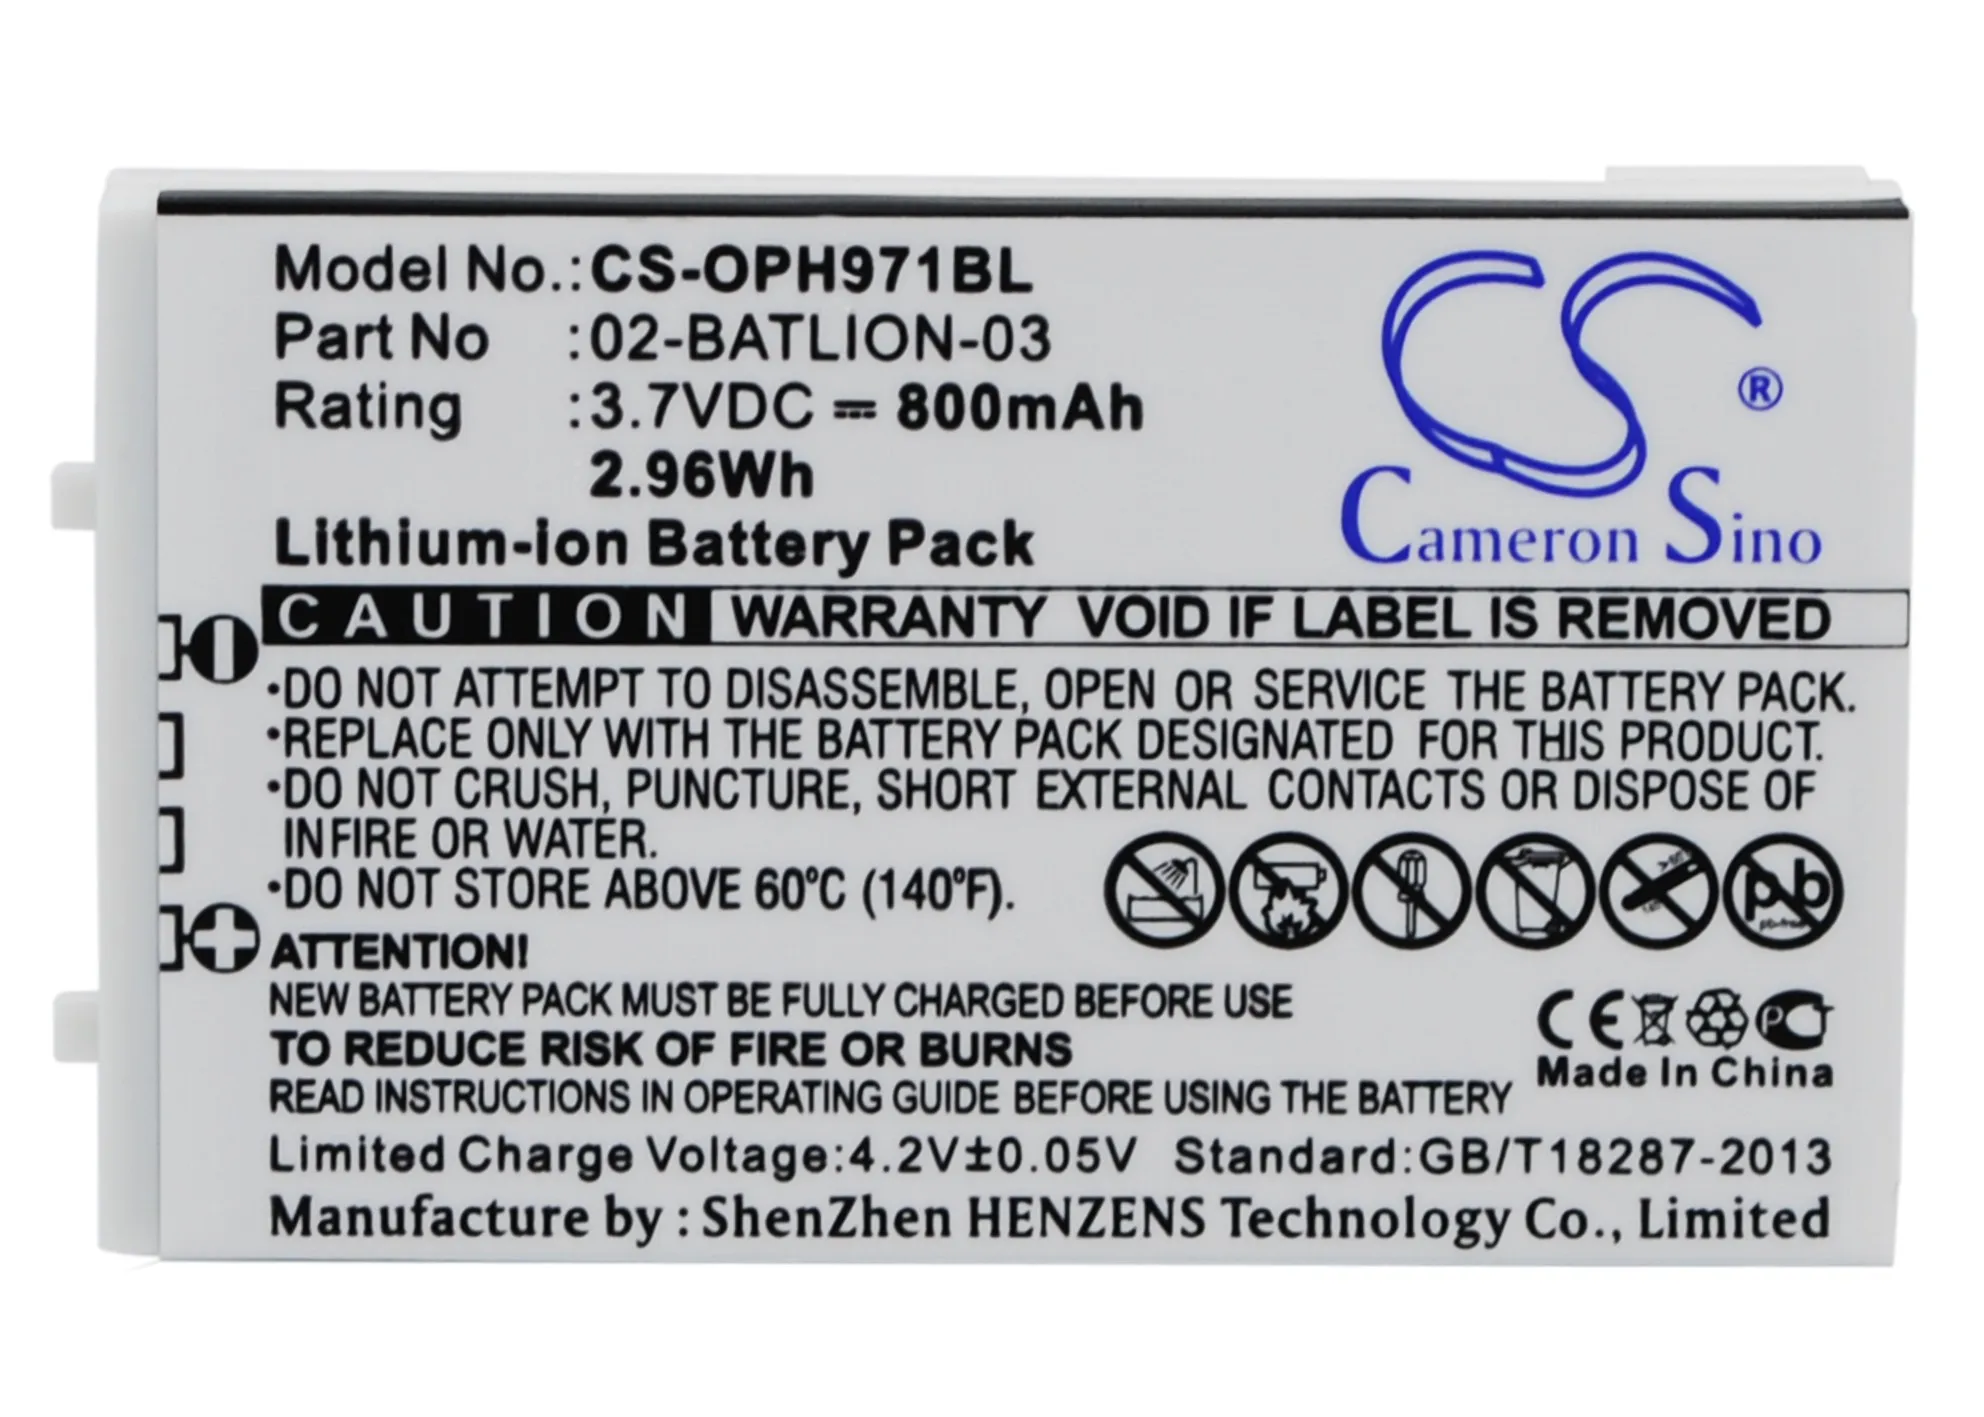 Model No.: CS-OPH971BL
Part No :02-BATLION-03
Rating :3.7VDC ⎓ 800mAh
2.96Wh
Lithium-ion Battery Pack
CS ®
Cameron Sino
CAUTION WARRANTY VOID IF LABEL IS REMOVED
·DO NOT ATTEMPT TO DISASSEMBLE, OPEN OR SERVICE THE BATTERY PACK.
·REPLACE ONLY WITH THE BATTERY PACK DESIGNATED FOR THIS PRODUCT.
·DO NOT CRUSH, PUNCTURE, SHORT EXTERNAL CONTACTS OR DISPOSE OF
IN FIRE OR WATER.
·DO NOT STORE ABOVE 60°C (140°F).
Pb
pb-free
ATTENTION!
NEW BATTERY PACK MUST BE FULLY CHARGED BEFORE USE
TO REDUCE RISK OF FIRE OR BURNS
READ INSTRUCTIONS IN OPERATING GUIDE BEFORE USING THE BATTERY
CE
Made In China
Limited Charge Voltage:4.2V±0.05V Standard:GB/T18287-2013
Manufacture by : ShenZhen HENZENS Technology Co., Limited